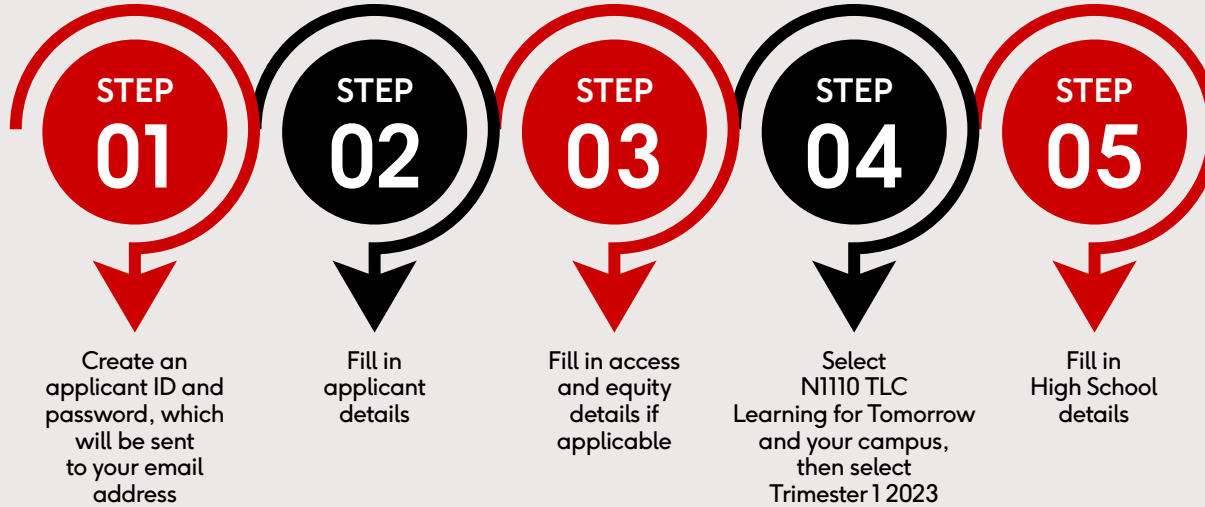 STEP
01
Create an
applicant ID and
password, which
will be sent
to your email
address
STEP
02
Fill in
applicant
details
STEP
03
Fill in access
and equity
details if
applicable
STEP
04
Select
N1110 TLC
Learning for Tomorrow
and your campus,
then select
Trimester 1 2023
STEP
05
Fill in
High School
details